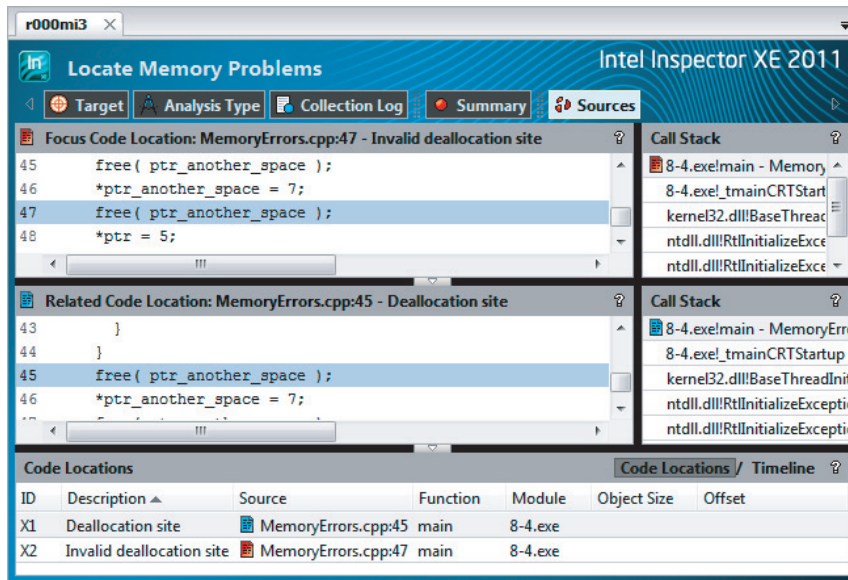 r000mi3
Locate Memory Problems
Intel Inspector XE 2011
Target Analysis Type Collection Log Summary Sources
Focus Code Location: MemoryErrors.cpp:47 - Invalid deallocation site ?
Call Stack ?
45 free( ptr_another_space );
46 *ptr_another_space = 7;
47 free( ptr_another_space );
48 *ptr = 5;
8-4.exe!main - Memory
8-4.exe!_tmainCRTStart
kernel32.dll!BaseThreac
ntdll.dll!RtlInitializeExce
ntdll.dll!RtlInitializeExce
Related Code Location: MemoryErrors.cpp:45 - Deallocation site ?
Call Stack ?
43 }
44 }
45 free( ptr_another_space );
46 *ptr_another_space = 7;
8-4.exe!main - MemoryErr
8-4.exe!_tmainCRTStartup
kernel32.dll!BaseThreadInit
ntdll.dll!RtlInitializeExcepti
ntdll.dll!RtlInitializeExcepti
Code Locations
Code Locations / Timeline ?
ID Description Source Function Module Object Size Offset
X1 Deallocation site MemoryErrors.cpp:45 main 8-4.exe
X2 Invalid deallocation site MemoryErrors.cpp:47 main 8-4.exe